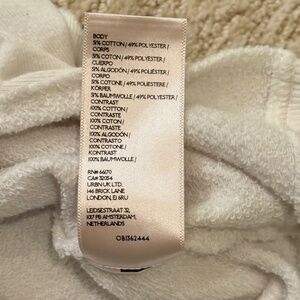 BODY
51% COTTON / 49% POLYESTER /
CORPS
51% COTON / 49% POLYESTER /
CUERPO
51% ALGODÓN / 49% POLIÉSTER /
CORPO
51% COTONE / 49% POLIESTERE /
KÖRPER
51% BAUMWOLLE / 49% POLYESTER /
CONTRAST
100% COTTON /
CONTRASTE
100% COTON /
CONTRASTE
100% ALGODÓN /
CONTRASTO
100% COTONE /
KONTRAST
100% BAUMWOLLE /
RN# 66170
CA# 32054
URBN UK LTD.
146 BRICK LANE
LONDON, E1 6RU
LEIDSESTRAAT 32,
1017 PB AMSTERDAM,
NETHERLANDS
OB1362444